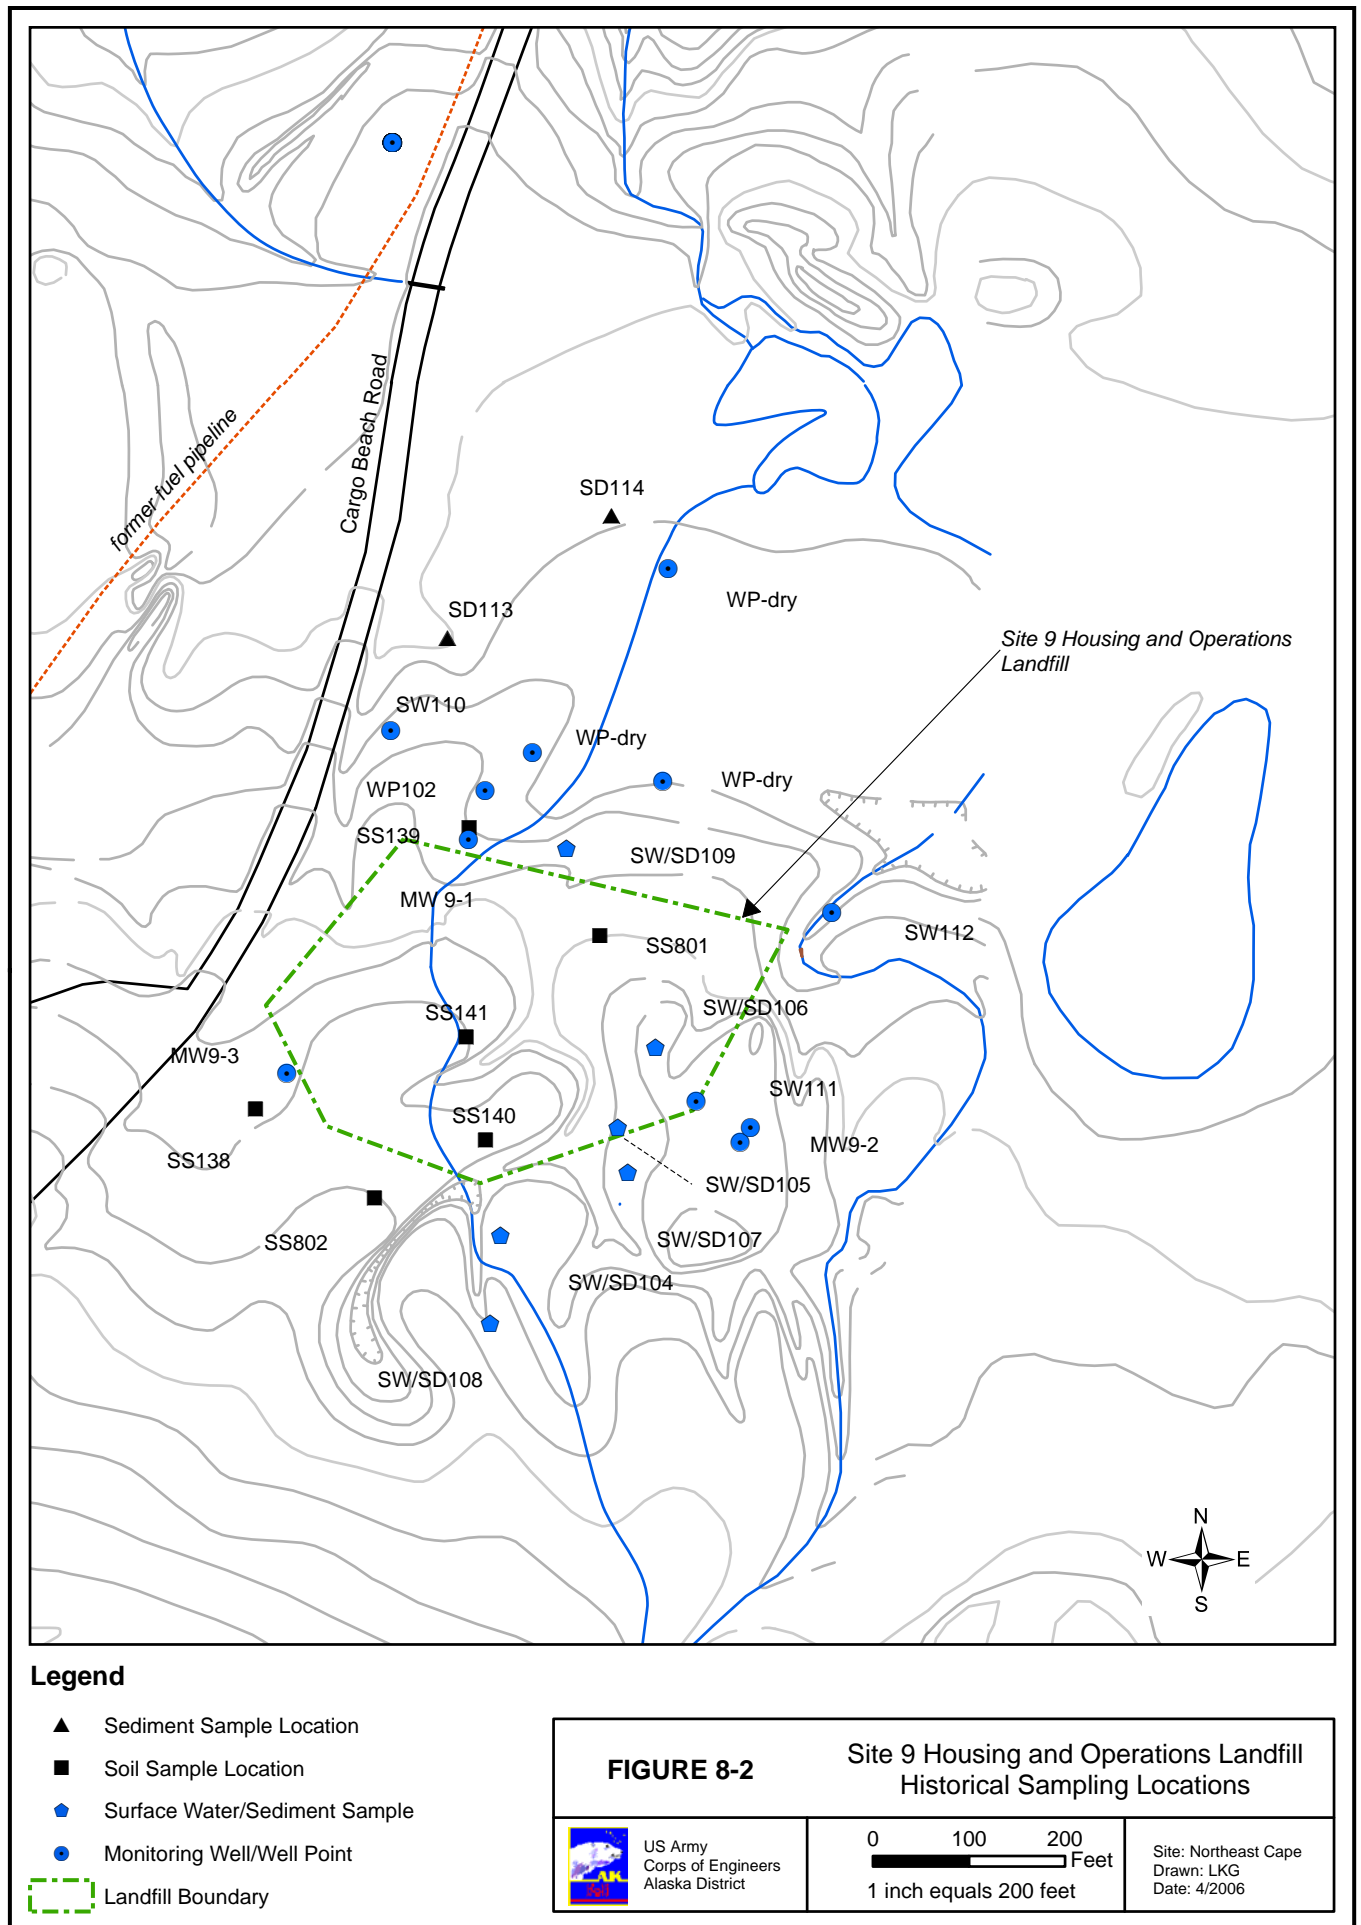 former fuel pipeline
Cargo Beach Road
SD114
WP-dry
SD113
Site 9 Housing and Operations
Landfill
SW110
WP-dry
WP102
WP-dry
SS139
SW/SD109
MW 9-1
SW112
SS801
SW/SD106
SS141
MW9-3
SW111
SS140
MW9-2
SS138
SW/SD105
SS802
SW/SD107
SW/SD104
SW/SD108
N
W E
S
Legend
Sediment Sample Location
Soil Sample Location
Surface Water/Sediment Sample
Monitoring Well/Well Point
Landfill Boundary
FIGURE 8-2
Site 9 Housing and Operations Landfill
Historical Sampling Locations
AK
US Army
Corps of Engineers
Alaska District
0 100 200
Feet
1 inch equals 200 feet
Site: Northeast Cape
Drawn: LKG
Date: 4/2006